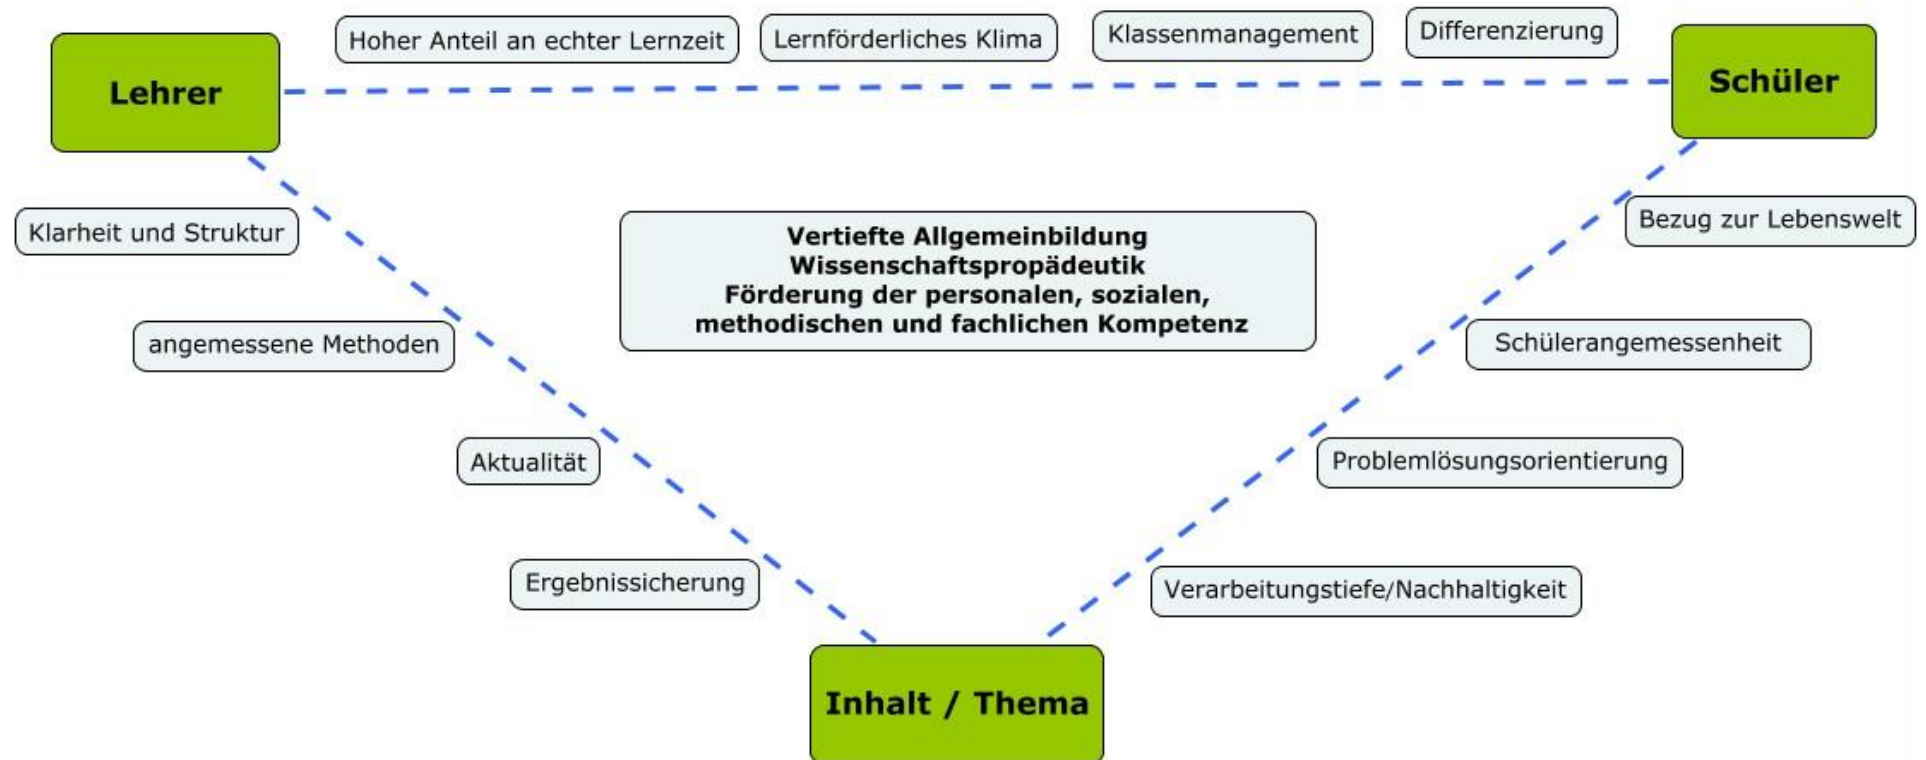 Hoher Anteil an echter Lernzeit
Lernförderliches Klima
Klassenmanagement
Differenzierung
Lehrer
Schüler
Klarheit und Struktur
Vertiefte Allgemeinbildung
Wissenschaftspropädeutik
Förderung der personalen, sozialen,
methodischen und fachlichen Kompetenz
Bezug zur Lebenswelt
angemessene Methoden
Schülerangemessenheit
Aktualität
Problemlösungsorientierung
Ergebnissicherung
Verarbeitungstiefe/Nachhaltigkeit
Inhalt / Thema